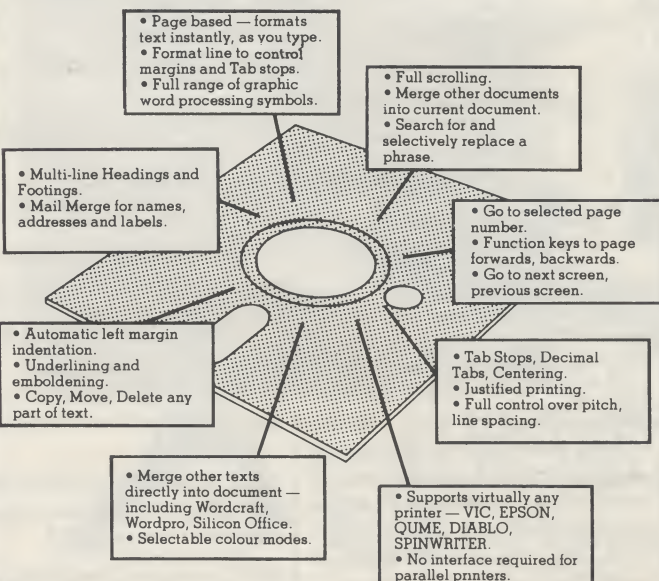 • Page based — formats
text instantly, as you type.
• Format line to control
margins and Tab stops.
• Full range of graphic
word processing symbols.
• Full scrolling.
• Merge other documents
into current document.
• Search for and
selectively replace a
phrase.
• Multi-line Headings and
Footings.
• Mail Merge for names,
addresses and labels.
• Go to selected page
number.
• Function keys to page
forwards, backwards.
• Go to next screen,
previous screen.
• Automatic left margin
indentation.
• Underlining and
emboldening.
• Copy, Move, Delete any
part of text.
• Tab Stops, Decimal
Tabs, Centering.
• Justified printing.
• Full control over pitch,
line spacing.
• Merge other texts
directly into document —
including Wordcraft,
Wordpro, Silicon Office.
• Selectable colour modes.
• Supports virtually any
printer — VIC, EPSON,
QUME, DIABLO,
SPINWRITER.
• No interface required for
parallel printers.